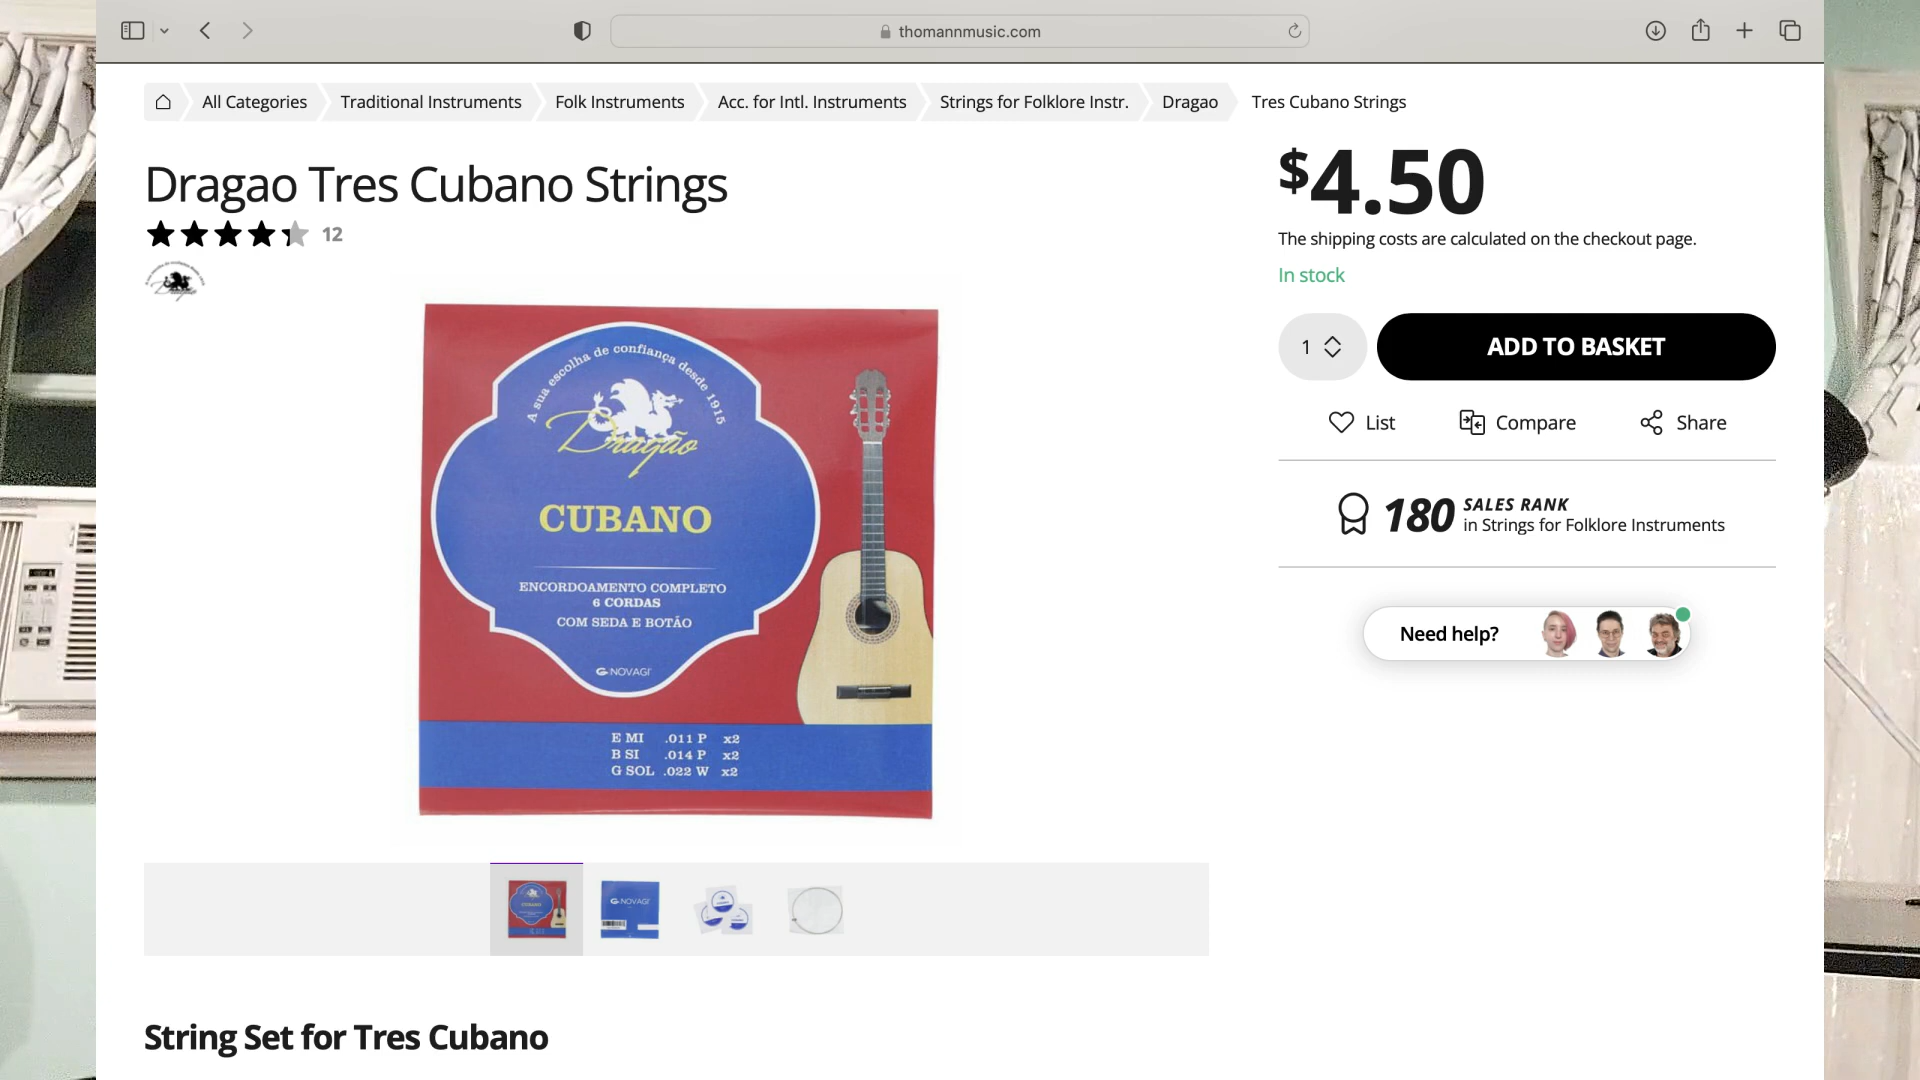 thomannmusic.com
All Categories
Traditional Instruments
Folk Instruments
Acc. for Intl. Instruments
Strings for Folklore Instr.
Dragao
Tres Cubano Strings
Dragao Tres Cubano Strings
12
$4.50
The shipping costs are calculated on the checkout page.
In stock
1
ADD TO BASKET
List
Compare
Share
180
SALES RANK
in Strings for Folklore Instruments
Need help?
A sua escolha de confiança desde 1915
Dragão
CUBANO
ENCORDOAMENTO COMPLETO
6 CORDAS
COM SEDA E BOTÃO
NOVAGI
E MI .011 P x2
B SI .014 P x2
G SOL .022 W x2
CUBANO
NOVAGI
String Set for Tres Cubano